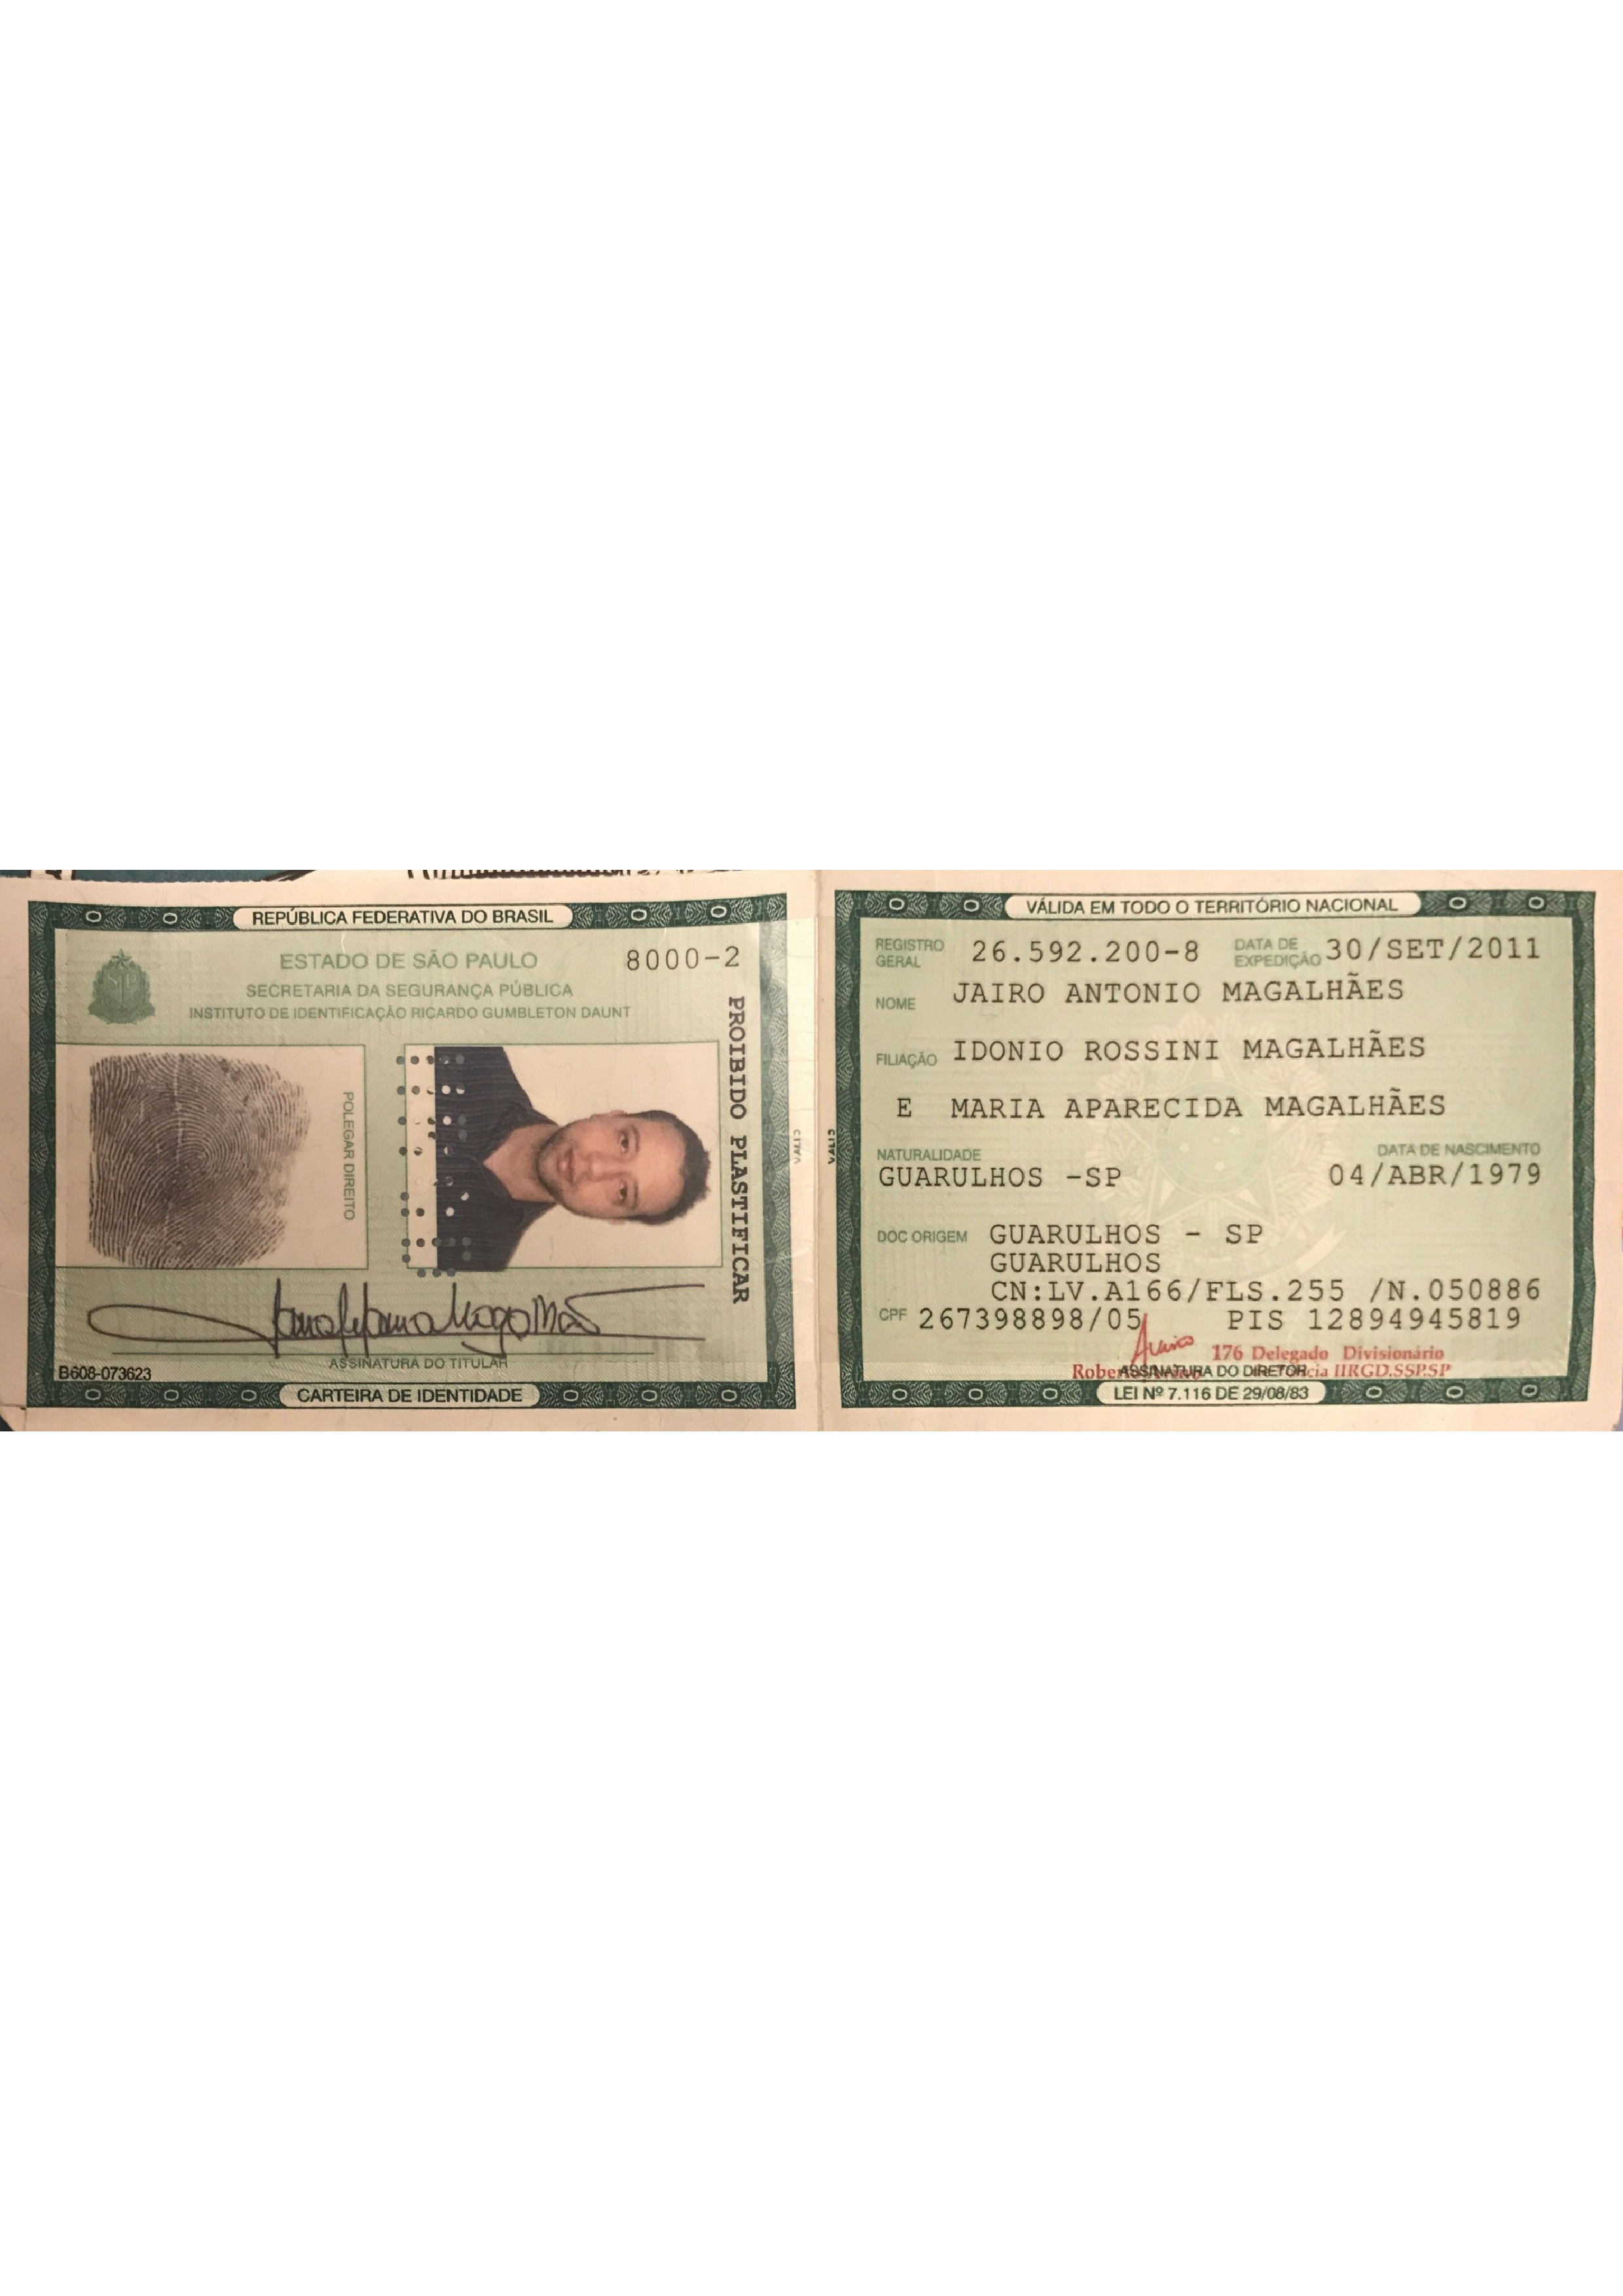 REPÚBLICA FEDERATIVA DO BRASIL
ESTADO DE SÃO PAULO
8000-2
SECRETARIA DA SEGURANÇA PÚBLICA
INSTITUTO DE IDENTIFICAÇÃO RICARDO GUMBLETON DAUNT
POLEGAR DIREITO
PROIBIDO PLASTIFICAR
ASSINATURA DO TITULAR
B608-073623
CARTEIRA DE IDENTIDADE
VÁLIDA EM TODO O TERRITÓRIO NACIONAL
REGISTRO GERAL 26.592.200-8 DATA DE EXPEDIÇÃO 30/SET/2011
NOME JAIRO ANTONIO MAGALHÃES
FILIAÇÃO IDONIO ROSSINI MAGALHÃES
E MARIA APARECIDA MAGALHÃES
NATURALIDADE DATA DE NASCIMENTO
GUARULHOS -SP 04/ABR/1979
DOC ORIGEM GUARULHOS - SP
GUARULHOS
CN:LV.A166/FLS.255 /N.050886
CPF 267398898/05 PIS 12894945819
176 Delegado Divisionário
ASSINATURA DO DIRETOR IIRGD.SSP.SP
LEI Nº 7.116 DE 29/08/83